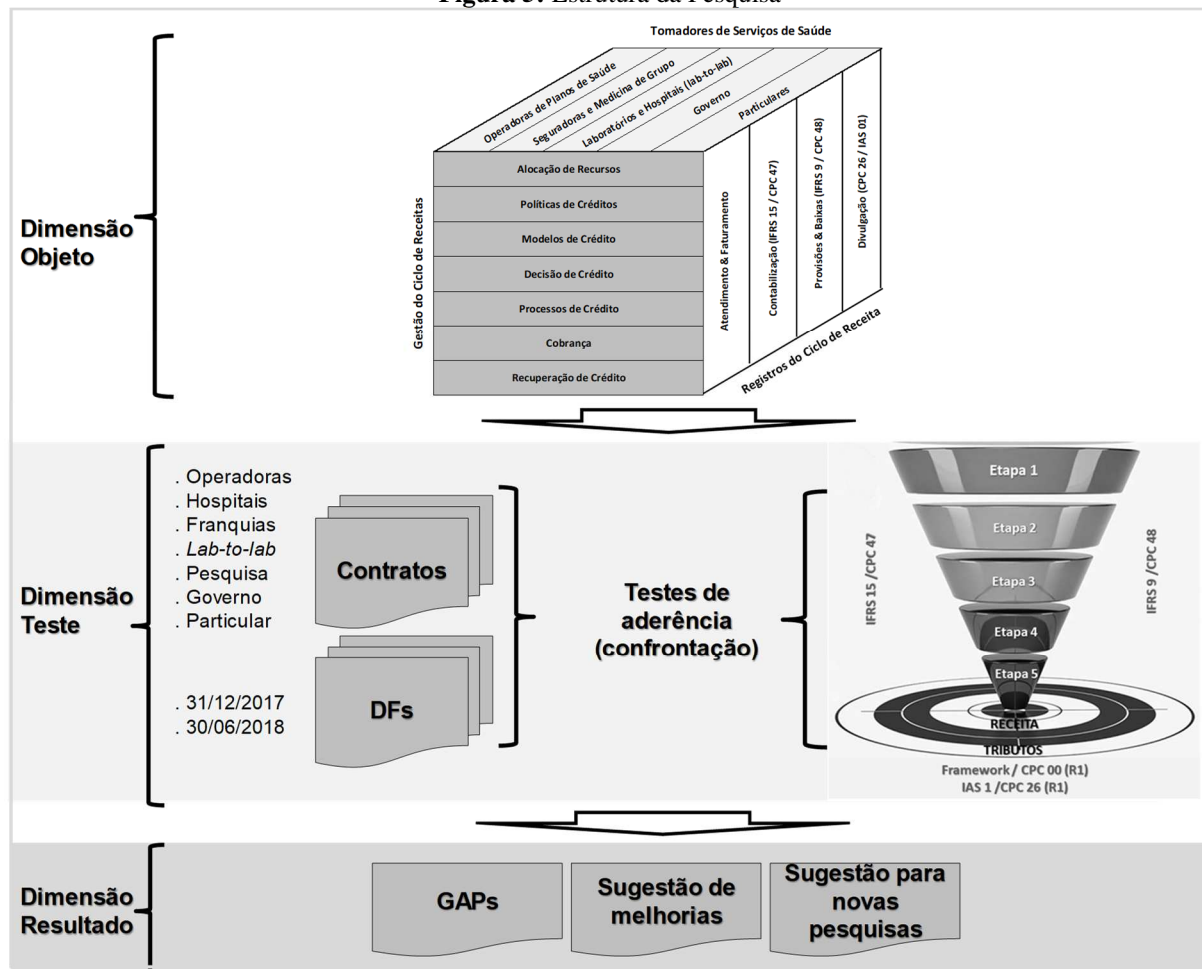 Figura 3: Estrutura da Pesquisa
Tomadores de Serviços de Saúde
Operadoras de Planos de Saúde
Seguradoras e Medicina de Grupo
Laboratórios e Hospitais (lab-to-lab)
Governo
Particulares
Dimensão
Objeto
Gestão do Ciclo de Receitas
Alocação de Recursos
Políticas de Créditos
Modelos de Crédito
Decisão de Crédito
Processos de Crédito
Cobrança
Recuperação de Crédito
Atendimento & Faturamento
Contabilização (IFRS 15 / CPC 47)
Provisões & Baixas (IFRS 9 / CPC 48)
Divulgação (CPC 26 / IAS 01)
Registros do Ciclo de Receita
Dimensão
Teste
. Operadoras
. Hospitais
. Franquias
. Lab-to-lab
. Pesquisa
. Governo
. Particular
. 31/12/2017
. 30/06/2018
Contratos
DFs
Testes de
aderência
(confrontação)
IFRS 15 /CPC 47
Etapa 1
Etapa 2
Etapa 3
Etapa 4
Etapa 5
RECEITA
TRIBUTOS
IFRS 9 /CPC 48
Framework / CPC 00 (R1)
IAS 1 /CPC 26 (R1)
Dimensão
Resultado
GAPs
Sugestão de
melhorias
Sugestão para
novas
pesquisas